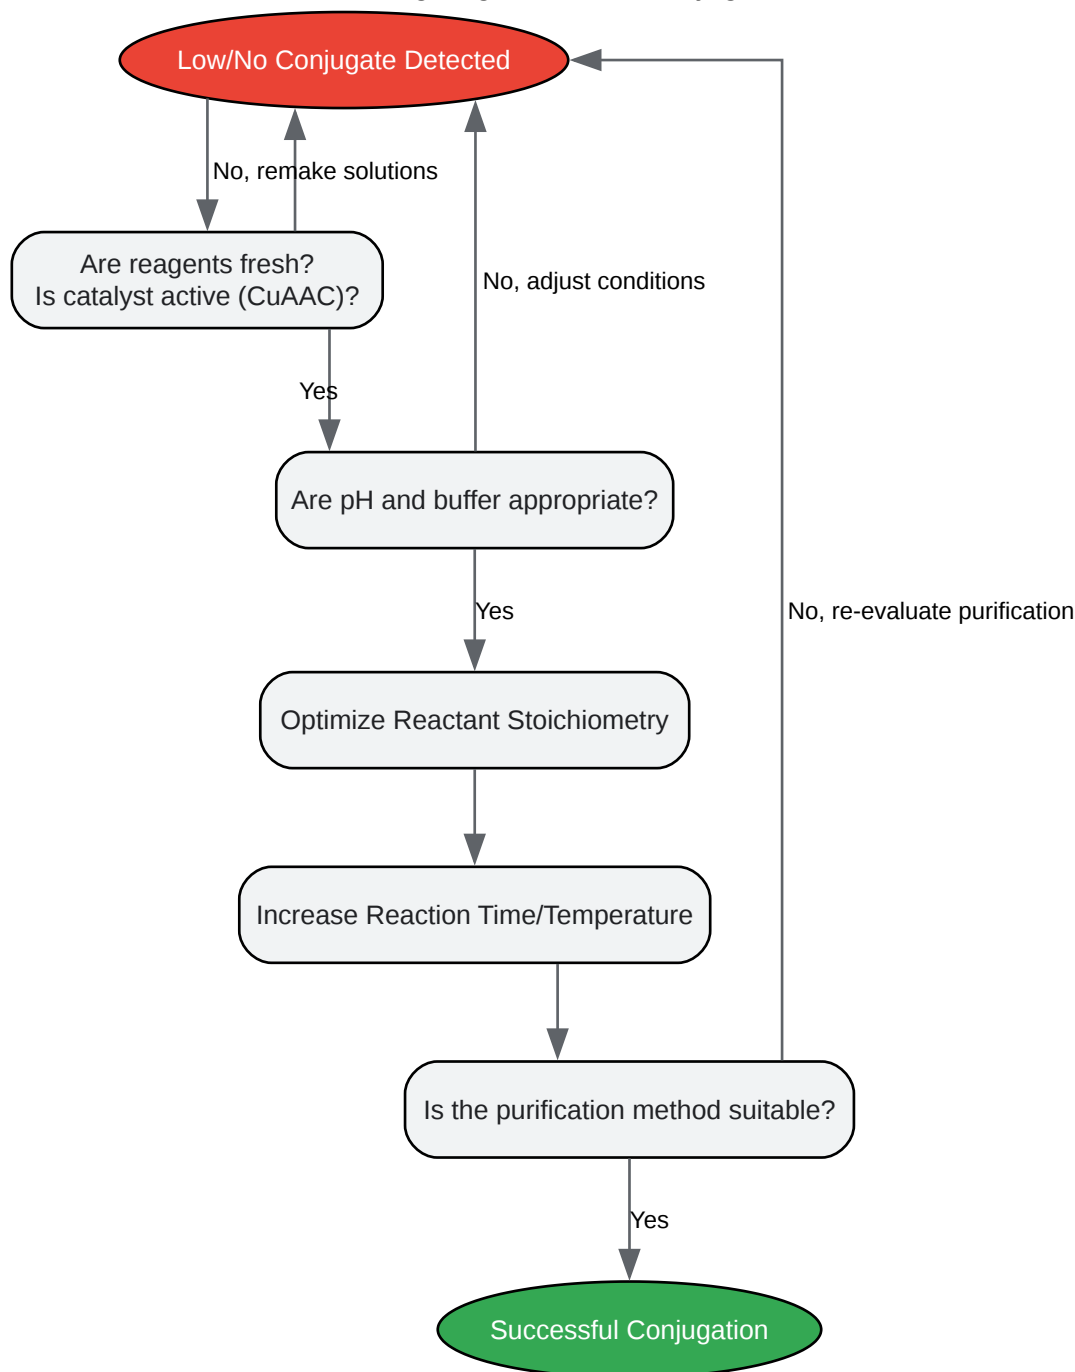 Low/No Conjugate Detected
No, remake solutions
Are reagents fresh?
Is catalyst active (CuAAC)?
No, adjust conditions
Yes
Are pH and buffer appropriate?
Yes
No, re-evaluate purification
Optimize Reactant Stoichiometry
Increase Reaction Time/Temperature
Is the purification method suitable?
Yes
Successful Conjugation